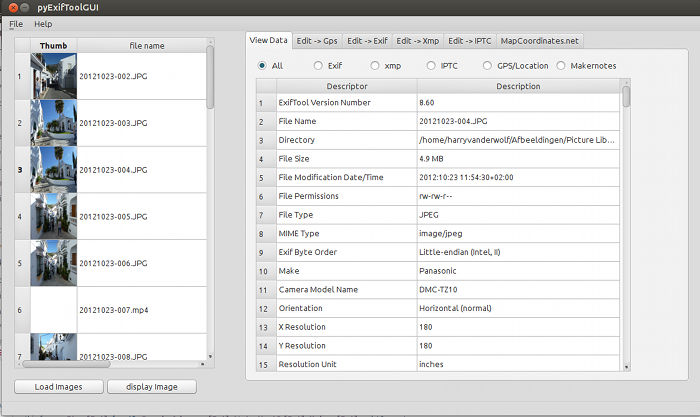 pyExifToolGUI
File Help
Thumb file name
1 20121023-002.JPG
2 20121023-003.JPG
3 20121023-004.JPG
4 20121023-005.JPG
5 20121023-006.JPG
6 20121023-007.mp4
7 20121023-008.JPG
Load Images display Image
View Data Edit -> Gps Edit -> Exif Edit -> Xmp Edit -> IPTC MapCoordinates.net
All Exif xmp IPTC GPS/Location Makernotes
Descriptor Description
1 ExifTool Version Number 8.60
2 File Name 20121023-004.JPG
3 Directory /home/harryvanderwolf/Afbeeldingen/Picture Lib...
4 File Size 4.9 MB
5 File Modification Date/Time 2012:10:23 11:54:30+02:00
6 File Permissions rw-rw-r--
7 File Type JPEG
8 MIME Type image/jpeg
9 Exif Byte Order Little-endian (Intel, II)
10 Make Panasonic
11 Camera Model Name DMC-TZ10
12 Orientation Horizontal (normal)
13 X Resolution 180
14 Y Resolution 180
15 Resolution Unit inches